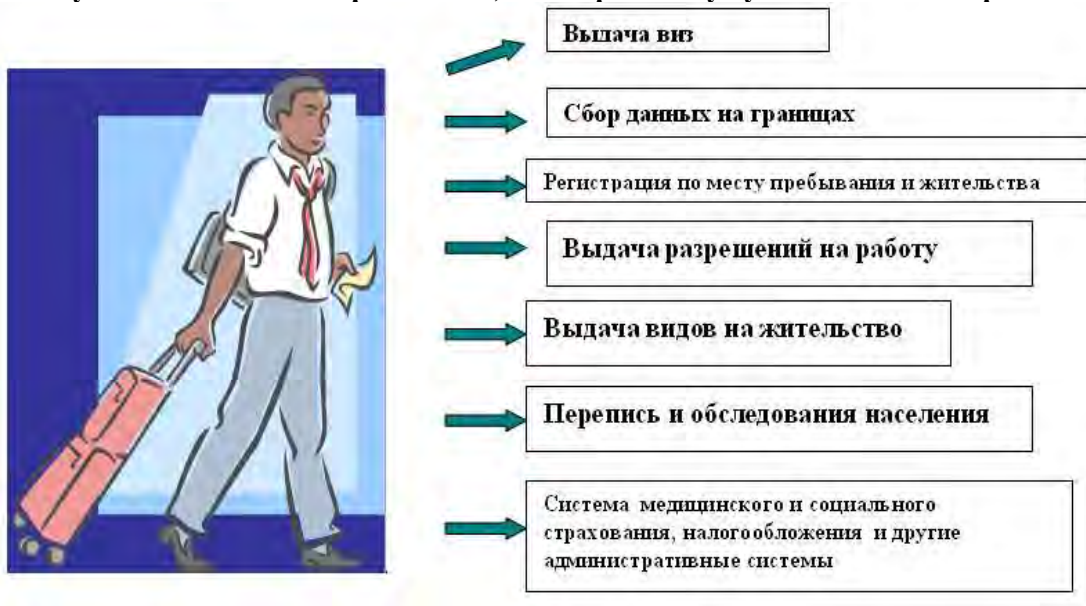 Выдача виз
Сбор данных на границах
Регистрация по месту пребывания и жительства
Выдача разрешений на работу
Выдача видов на жительство
Перепись и обследования населения
Система медицинского и социального
страхования, налогообложения и другие
административные системы